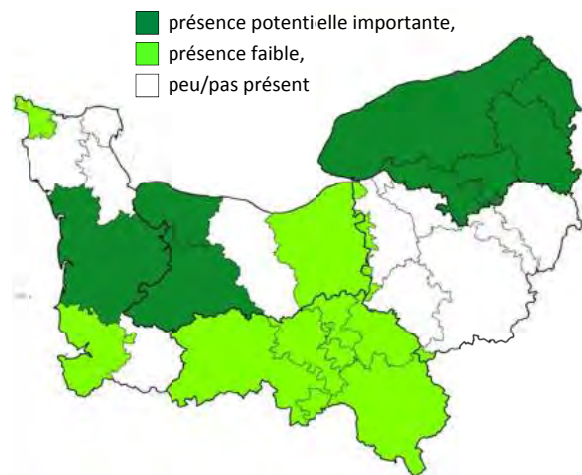 présence potentielle importante,
présence faible,
peu/pas présent